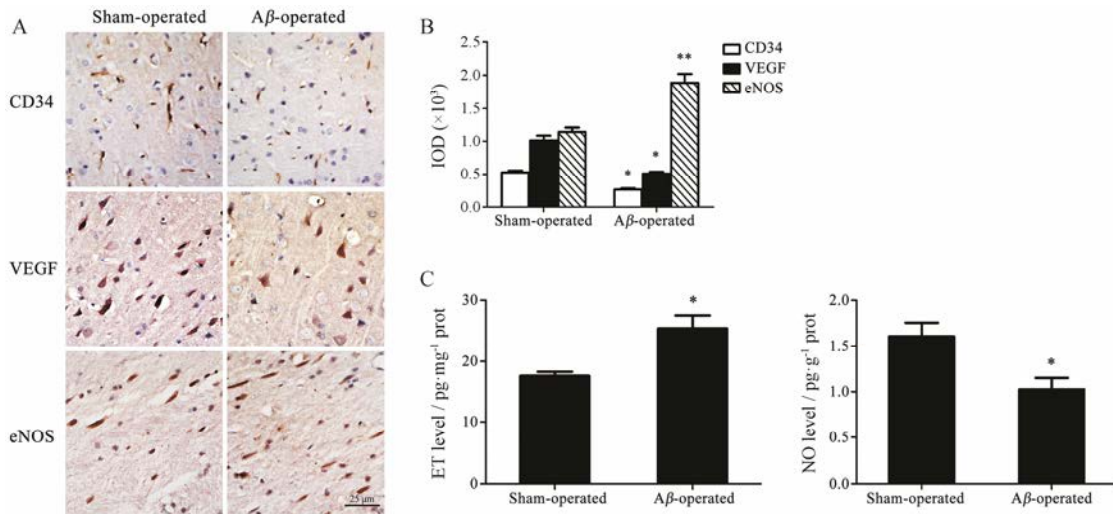 A
Sham-operated
Aβ-operated
CD34
VEGF
eNOS
25 μm
B
IOD (×10³)
2.5
2.0
1.5
1.0
0.5
0.0
Sham-operated
Aβ-operated
*
*
**
CD34
VEGF
eNOS
C
ET level / pg·mg⁻¹ prot
30
20
10
0
Sham-operated
Aβ-operated
*
NO level / pg·g⁻¹ prot
2.0
1.5
1.0
0.5
0.0
Sham-operated
Aβ-operated
*